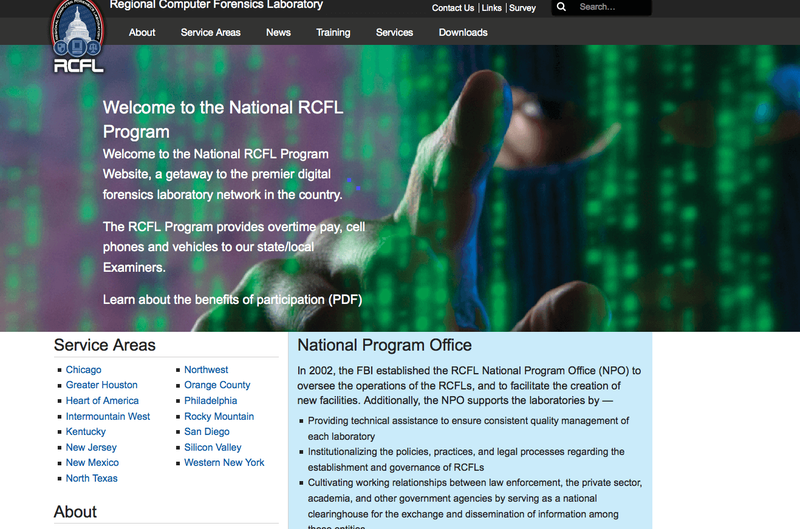 Regional Computer Forensics Laboratory
Contact Us | Links | Survey
Search...
RCFL
About
Service Areas
News
Training
Services
Downloads
Welcome to the National RCFL
Program
Welcome to the National RCFL Program
Website, a getaway to the premier digital
forensics laboratory network in the country.
The RCFL Program provides overtime pay, cell
phones and vehicles to our state/local
Examiners.
Learn about the benefits of participation (PDF)
Service Areas
Chicago
Greater Houston
Heart of America
Intermountain West
Kentucky
New Jersey
New Mexico
North Texas
Northwest
Orange County
Philadelphia
Rocky Mountain
San Diego
Silicon Valley
Western New York
About
National Program Office
In 2002, the FBI established the RCFL National Program Office (NPO) to
oversee the operations of the RCFLs, and to facilitate the creation of
new facilities. Additionally, the NPO supports the laboratories by —
Providing technical assistance to ensure consistent quality management of
each laboratory
Institutionalizing the policies, practices, and legal processes regarding the
establishment and governance of RCFLs
Cultivating working relationships between law enforcement, the private sector,
academia, and other government agencies by serving as a national
clearinghouse for the exchange and dissemination of information among
these entities